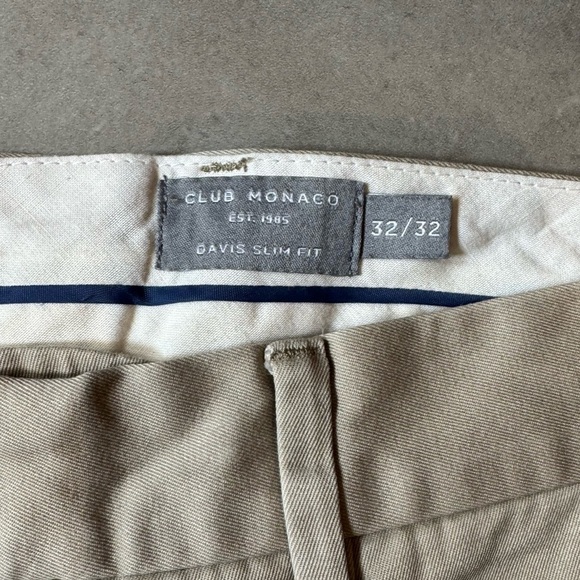 CLUB MONACO
EST. 1985
DAVIS SLIM FIT
32/32